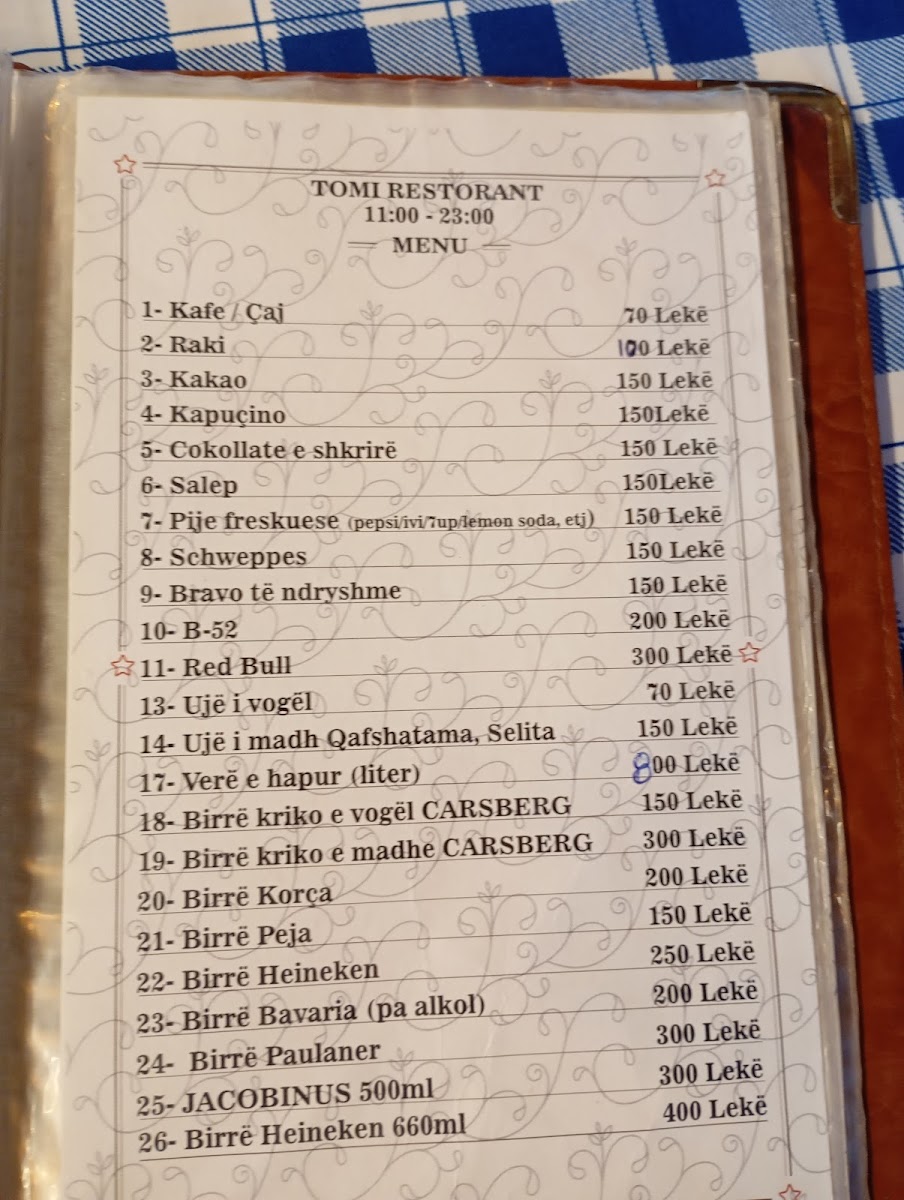 TOMI RESTORANT
11:00 - 23:00
MENU
1- Kafe / Çaj 70 Lekë
2- Raki 100 Lekë
3- Kakao 150 Lekë
4- Kapuçino 150Lekë
5- Cokollate e shkrirë 150 Lekë
6- Salep 150Lekë
7- Pije freskuese (pepsi/ivi/7up/lemon soda, etj) 150 Lekë
8- Schweppes 150 Lekë
9- Bravo të ndryshme 150 Lekë
10- B-52 200 Lekë
11- Red Bull 300 Lekë
13- Ujë i vogël 70 Lekë
14- Ujë i madh Qafshatama, Selita 150 Lekë
17- Verë e hapur (liter) 800 Lekë
18- Birrë kriko e vogël CARSBERG 150 Lekë
19- Birrë kriko e madhe CARSBERG 300 Lekë
20- Birrë Korça 200 Lekë
21- Birrë Peja 150 Lekë
22- Birrë Heineken 250 Lekë
23- Birrë Bavaria (pa alkol) 200 Lekë
24- Birrë Paulaner 300 Lekë
25- JACOBINUS 500ml 300 Lekë
26- Birrë Heineken 660ml 400 Lekë